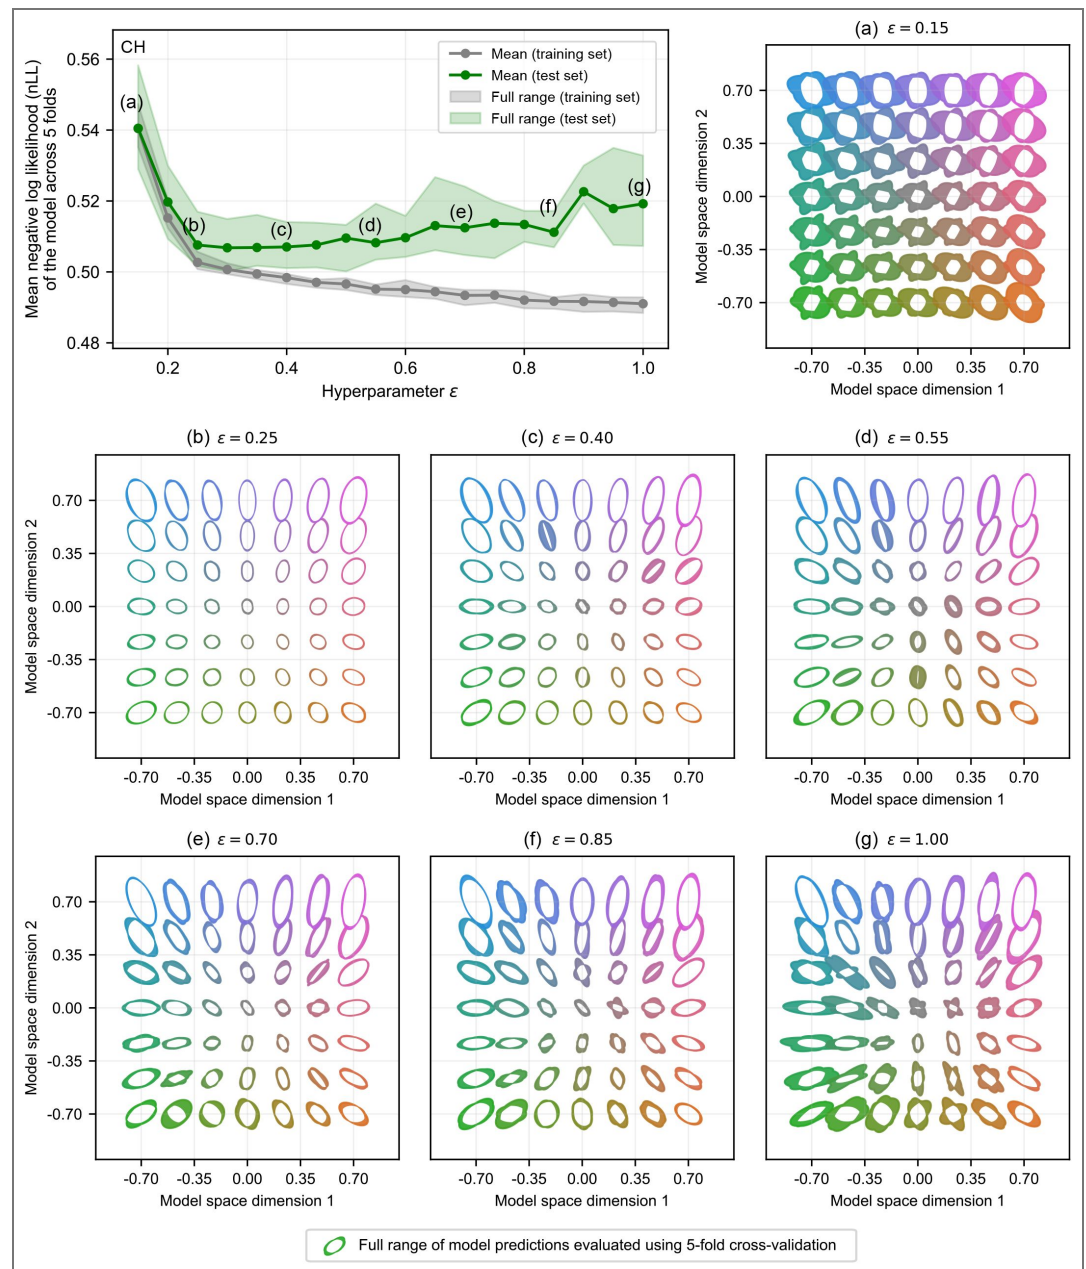 CH
Mean negative log likelihood (nLL)
of the model across 5 folds
0.56
0.54
0.52
0.50
0.48
(a)
(b)
(c)
(d)
(e)
(f)
(g)
Mean (training set)
Mean (test set)
Full range (training set)
Full range (test set)
0.2 0.4 0.6 0.8 1.0
Hyperparameter ε
(a) ε = 0.15
Model space dimension 2
0.70
0.35
0.00
-0.35
-0.70
-0.70 -0.35 0.00 0.35 0.70
Model space dimension 1
(b) ε = 0.25
Model space dimension 2
0.70
0.35
0.00
-0.35
-0.70
-0.70 -0.35 0.00 0.35 0.70
Model space dimension 1
(c) ε = 0.40
-0.70 -0.35 0.00 0.35 0.70
Model space dimension 1
(d) ε = 0.55
-0.70 -0.35 0.00 0.35 0.70
Model space dimension 1
(e) ε = 0.70
Model space dimension 2
0.70
0.35
0.00
-0.35
-0.70
-0.70 -0.35 0.00 0.35 0.70
Model space dimension 1
(f) ε = 0.85
-0.70 -0.35 0.00 0.35 0.70
Model space dimension 1
(g) ε = 1.00
-0.70 -0.35 0.00 0.35 0.70
Model space dimension 1
Full range of model predictions evaluated using 5-fold cross-validation